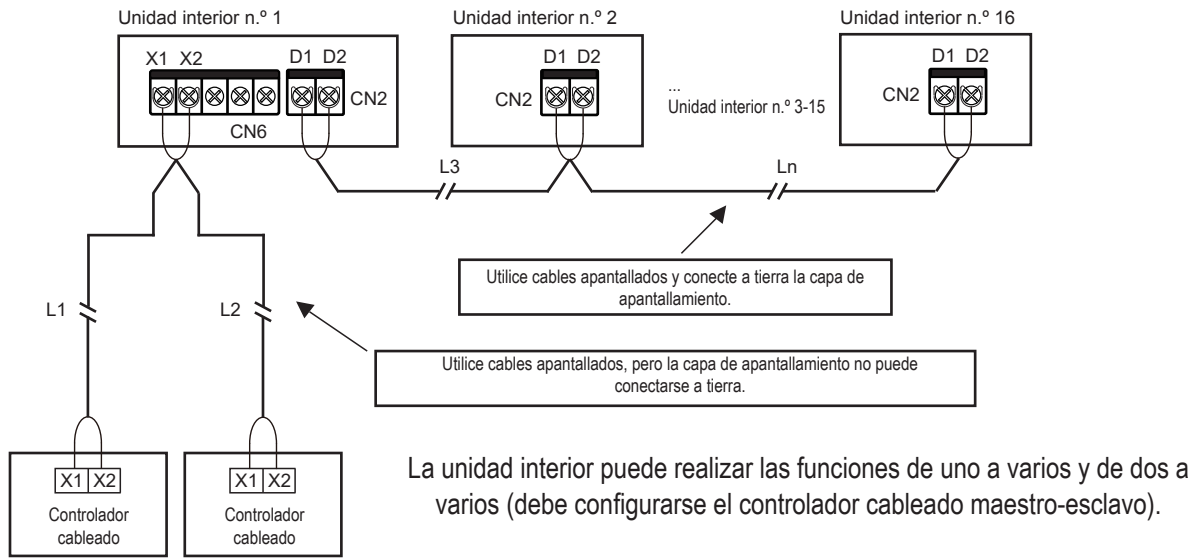 Unidad interior n.º 1
Unidad interior n.º 2
Unidad interior n.º 16
X1 X2
D1 D2
CN2
CN6
D1 D2
CN2
...
Unidad interior n.º 3-15
D1 D2
CN2
L3
Ln
Utilice cables apantallados y conecte a tierra la capa de
apantallamiento.
L1
L2
Utilice cables apantallados, pero la capa de apantallamiento no puede
conectarse a tierra.
X1 X2
Controlador
cableado
X1 X2
Controlador
cableado
La unidad interior puede realizar las funciones de uno a varios y de dos a
varios (debe configurarse el controlador cableado maestro-esclavo).